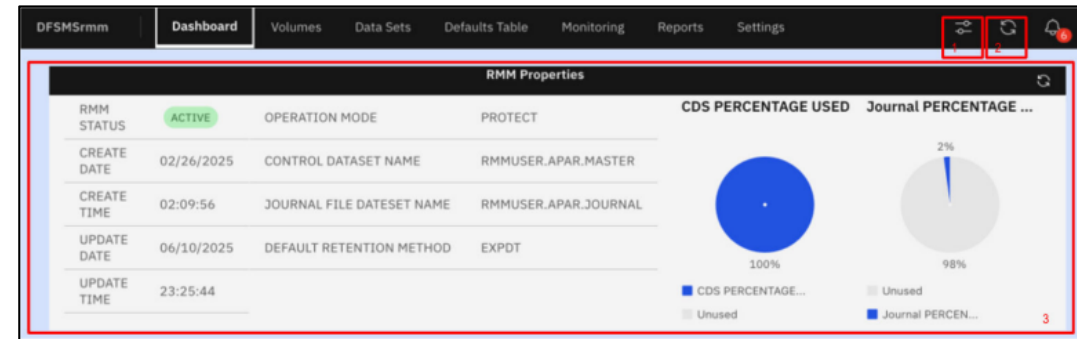 DFSMSrmm Dashboard Volumes Data Sets Defaults Table Monitoring Reports Settings 6
1 2
RMM Properties
RMM STATUS ACTIVE OPERATION MODE PROTECT
CREATE DATE 02/26/2025 CONTROL DATASET NAME RMMUSER.APAR.MASTER
CREATE TIME 02:09:56 JOURNAL FILE DATESET NAME RMMUSER.APAR.JOURNAL
UPDATE DATE 06/10/2025 DEFAULT RETENTION METHOD EXPDT
UPDATE TIME 23:25:44
CDS PERCENTAGE USED
100%
CDS PERCENTAGE...
Unused
Journal PERCENTAGE ...
2%
98%
Unused
Journal PERCEN...
3